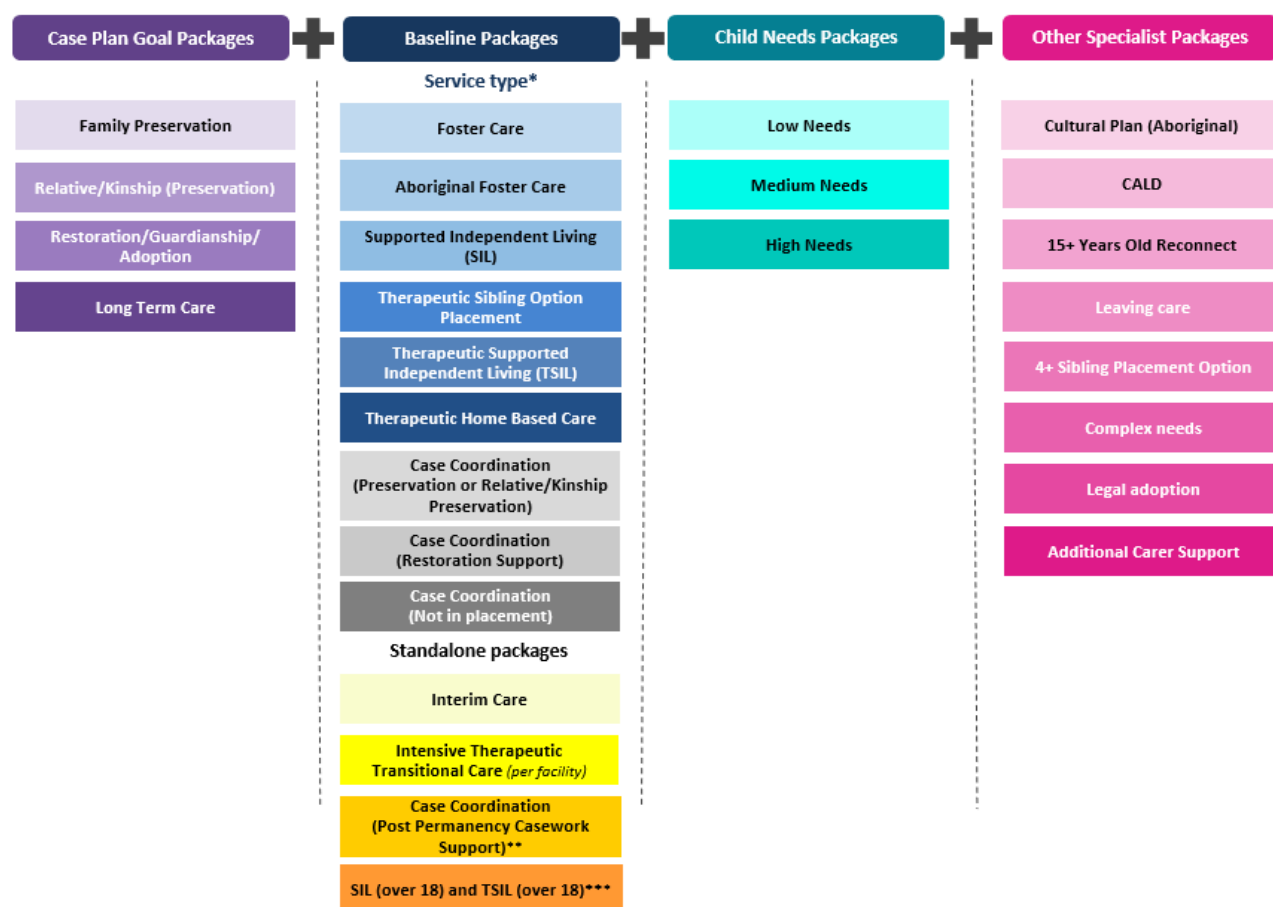 Case Plan Goal Packages
Family Preservation
Relative/Kinship (Preservation)
Restoration/Guardianship/
Adoption
Long Term Care
Baseline Packages
Service type*
Foster Care
Aboriginal Foster Care
Supported Independent Living
(SIL)
Therapeutic Sibling Option
Placement
Therapeutic Supported
Independent Living (TSIL)
Therapeutic Home Based Care
Case Coordination
(Preservation or Relative/Kinship
Preservation)
Case Coordination
(Restoration Support)
Case Coordination
(Not in placement)
Standalone packages
Interim Care
Intensive Therapeutic
Transitional Care (per facility)
Case Coordination
(Post Permanency Casework
Support)**
SIL (over 18) and TSIL (over 18)***
Child Needs Packages
Low Needs
Medium Needs
High Needs
Other Specialist Packages
Cultural Plan (Aboriginal)
CALD
15+ Years Old Reconnect
Leaving care
4+ Sibling Placement Option
Complex needs
Legal adoption
Additional Carer Support